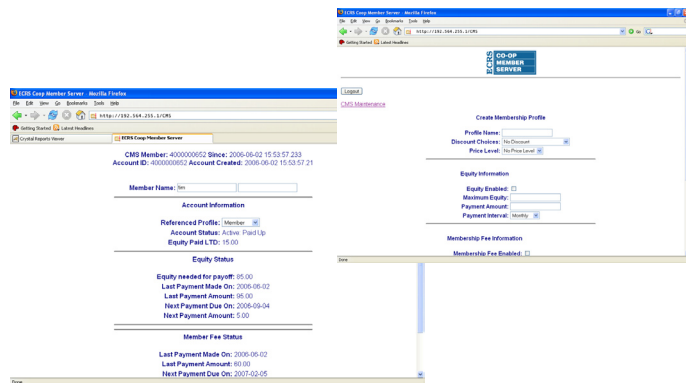 ECRS Coop Member Server - Mozilla Firefox
File Edit View Go Bookmarks Tools Help
http://192.564.255.1/CMS
Getting Started Latest Headlines
Crystal Reports Viewer ECRS Coop Member Server
CMS Member: 4000000652 Since: 2006-06-02 15:53:57.233
Account ID: 4000000652 Account Created: 2006-06-02 15:53:57.21
Member Name: tim
Account Information
Referenced Profile: Member
Account Status: Active: Paid Up
Equity Paid LTD: 15.00
Equity Status
Equity needed for payoff: 85.00
Last Payment Made On: 2006-06-02
Last Payment Amount: 95.00
Next Payment Due On: 2006-09-04
Next Payment Amount: 5.00
Member Fee Status
Last Payment Made On: 2006-06-02
Last Payment Amount: 60.00
Next Payment Due On: 2007-02-05
Done
ECRS Coop Member Server - Mozilla Firefox
File Edit View Go Bookmarks Tools Help
http://192.564.255.1/CMS
Go
Getting Started Latest Headlines
ECRS
CO-OP
MEMBER
SERVER
Logout
CMS Maintenance
Create Membership Profile
Profile Name:
Discount Choices: No Discount
Price Level: No Price Level
Equity Information
Equity Enabled:
Maximum Equity:
Payment Amount:
Payment Interval: Monthly
Membership Fee Information
Membership Fee Enabled:
Done